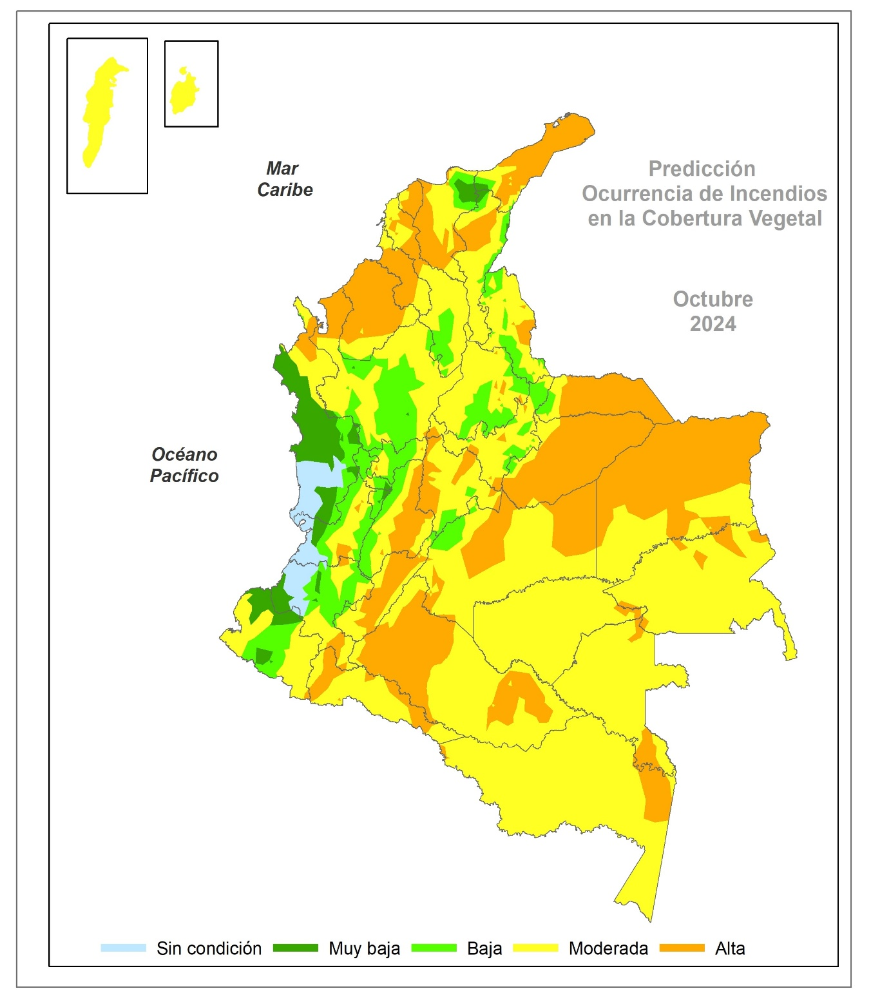 Mar
Caribe
Predicción
Ocurrencia de Incendios
en la Cobertura Vegetal
Octubre
2024
Océano
Pacífico
Sin condición
Muy baja
Baja
Moderada
Alta